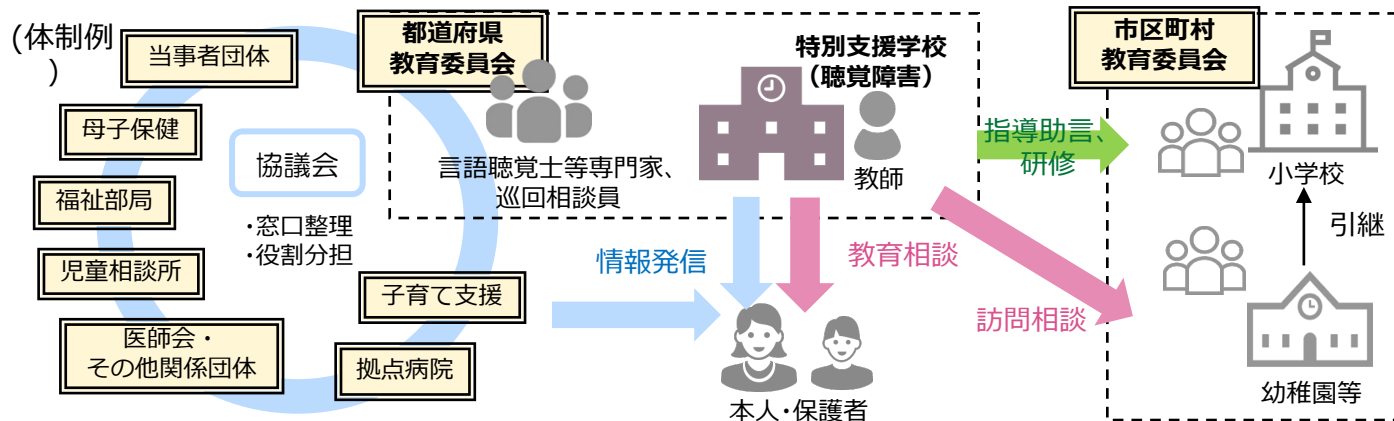 (体制例
)
当事者団体
母子保健
福祉部局
児童相談所
医師会・
その他関係団体
拠点病院
子育て支援
協議会
・窓口整理
・役割分担
都道府県
教育委員会
言語聴覚士等専門家、
巡回相談員
特別支援学校
（聴覚障害）
教師
情報発信
教育相談
本人・保護者
指導助言、
研修
訪問相談
市区町村
教育委員会
小学校
引継
幼稚園等